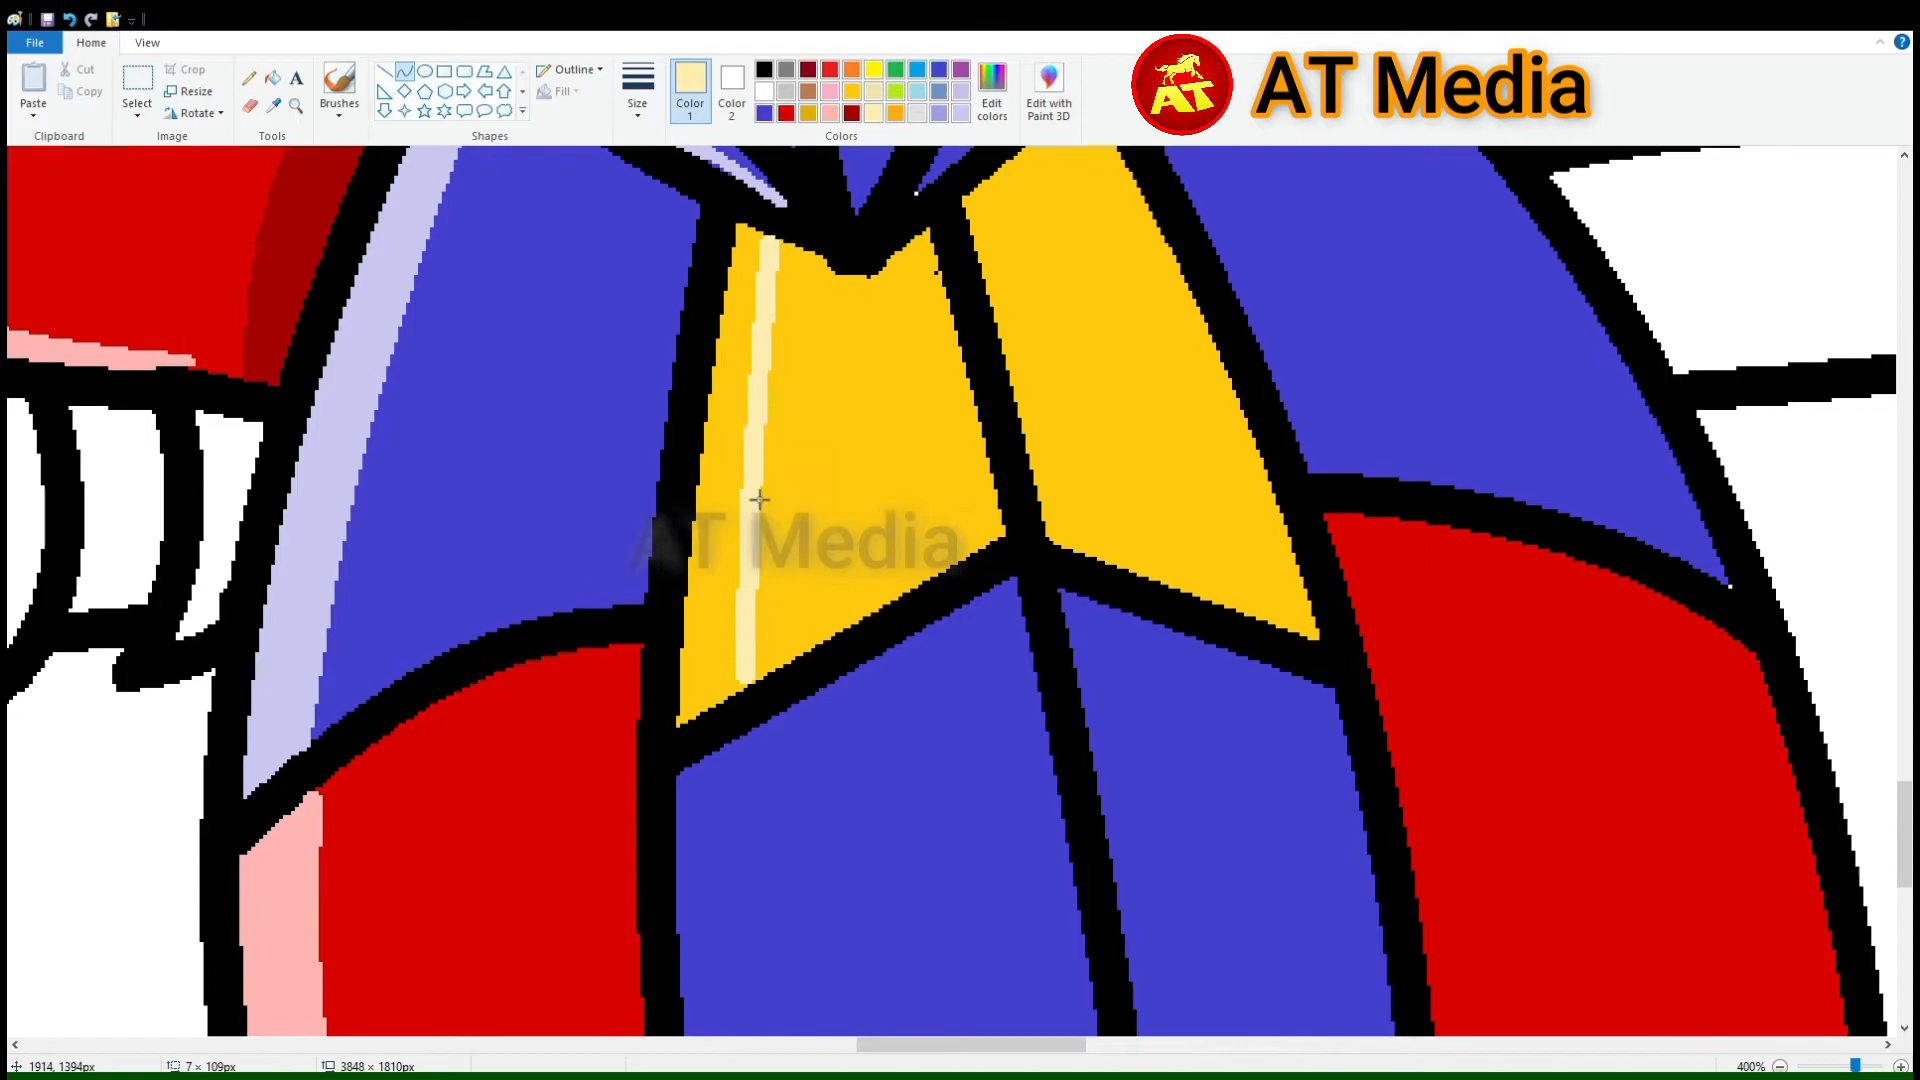 File Home View
AT Media
AT
Paste
Cut
Copy
Clipboard
Select
Crop
Resize
Rotate
Image
A
Tools
Brushes
Outline
Fill
Shapes
Size
Color 1
Color 2
Colors
Edit colors
Edit with Paint 3D
AT Media
1914, 1394px
7 × 109px
3848 × 1810px
400%